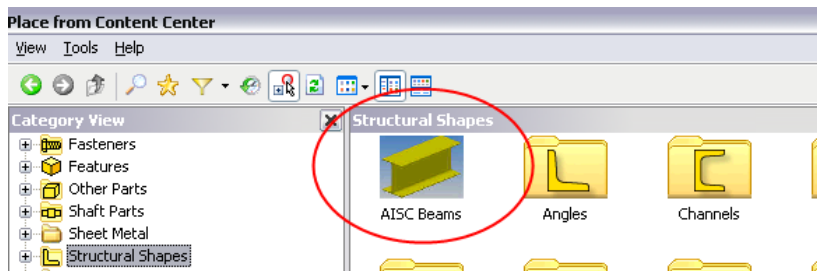 Place from Content Center
View Tools Help
Category View
Fasteners
Features
Other Parts
Shaft Parts
Sheet Metal
Structural Shapes
Structural Shapes
AISC Beams
Angles
Channels